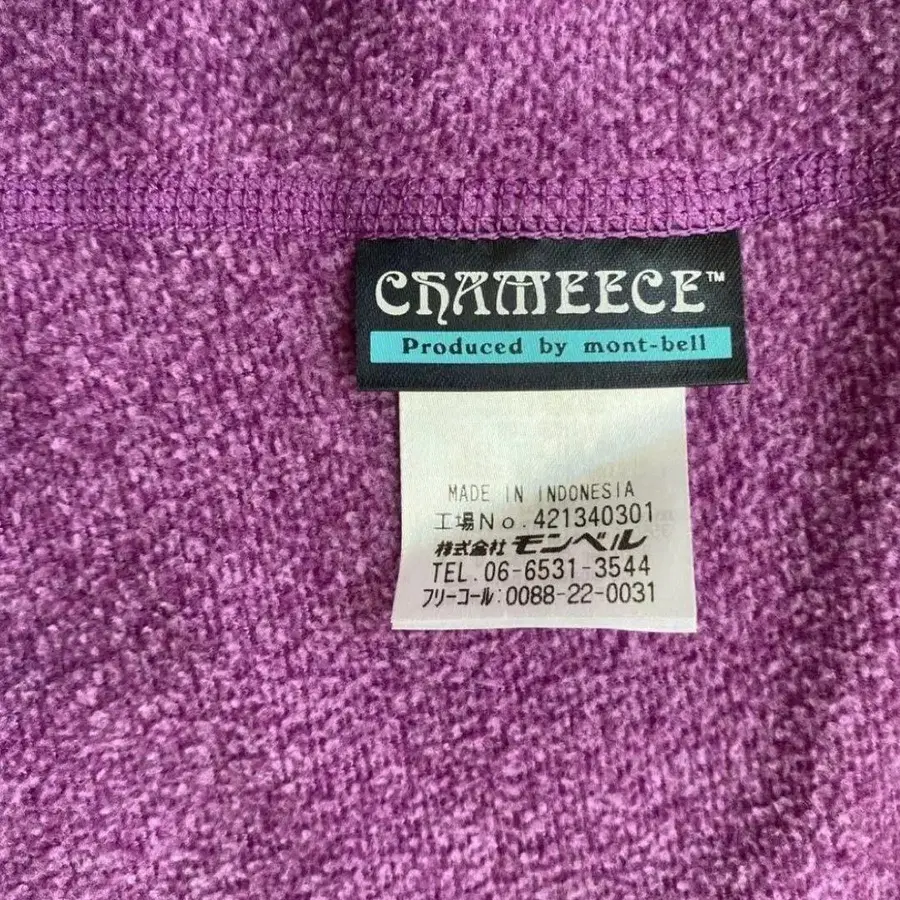 CHAMEECE™
Produced by mont-bell
MADE IN INDONESIA
工場No.421340301
株式会社モンベル
TEL.06-6531-3544
フリーコール:0088-22-0031